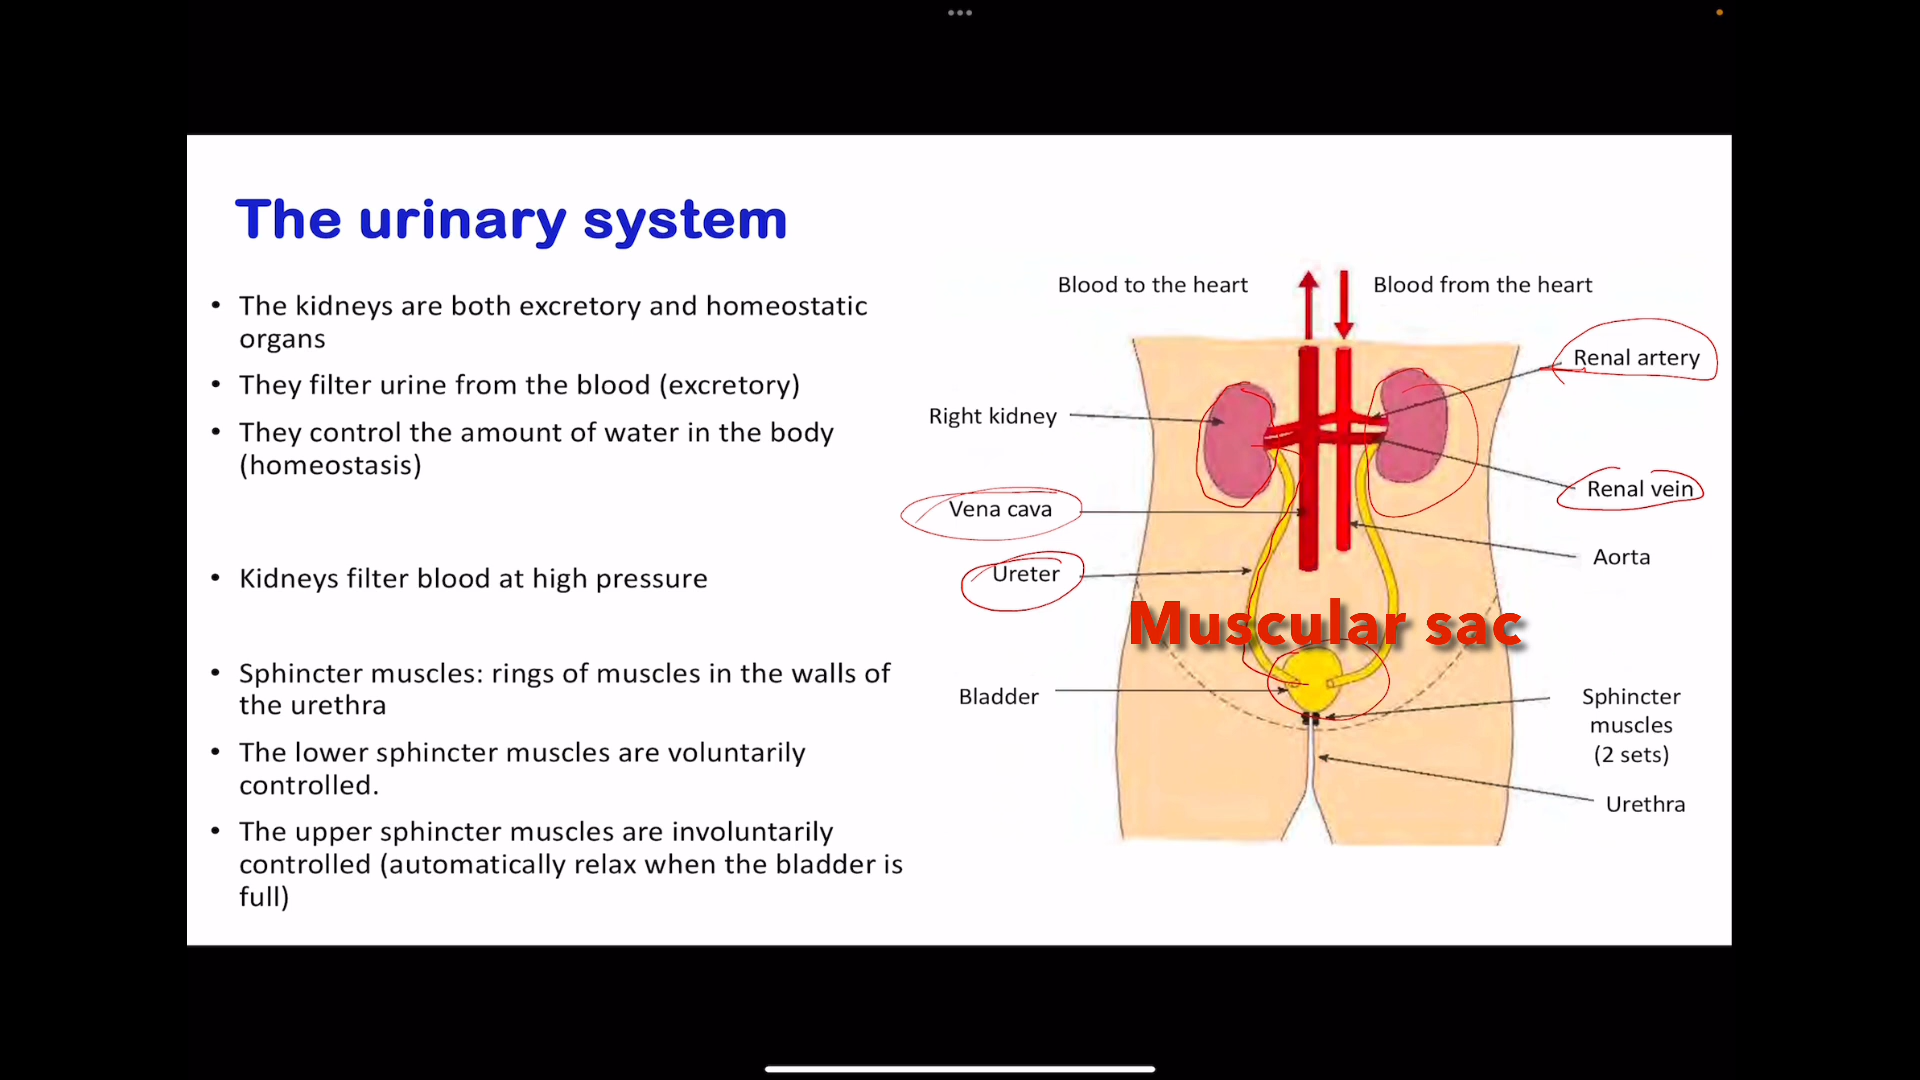 The urinary system
• The kidneys are both excretory and homeostatic
organs
• They filter urine from the blood (excretory)
• They control the amount of water in the body
(homeostasis)
• Kidneys filter blood at high pressure
• Sphincter muscles: rings of muscles in the walls of
the urethra
• The lower sphincter muscles are voluntarily
controlled.
• The upper sphincter muscles are involuntarily
controlled (automatically relax when the bladder is
full)
Blood to the heart
Blood from the heart
Renal artery
Right kidney
Renal vein
Vena cava
Aorta
Ureter
Muscular sac
Bladder
Sphincter
muscles
(2 sets)
Urethra